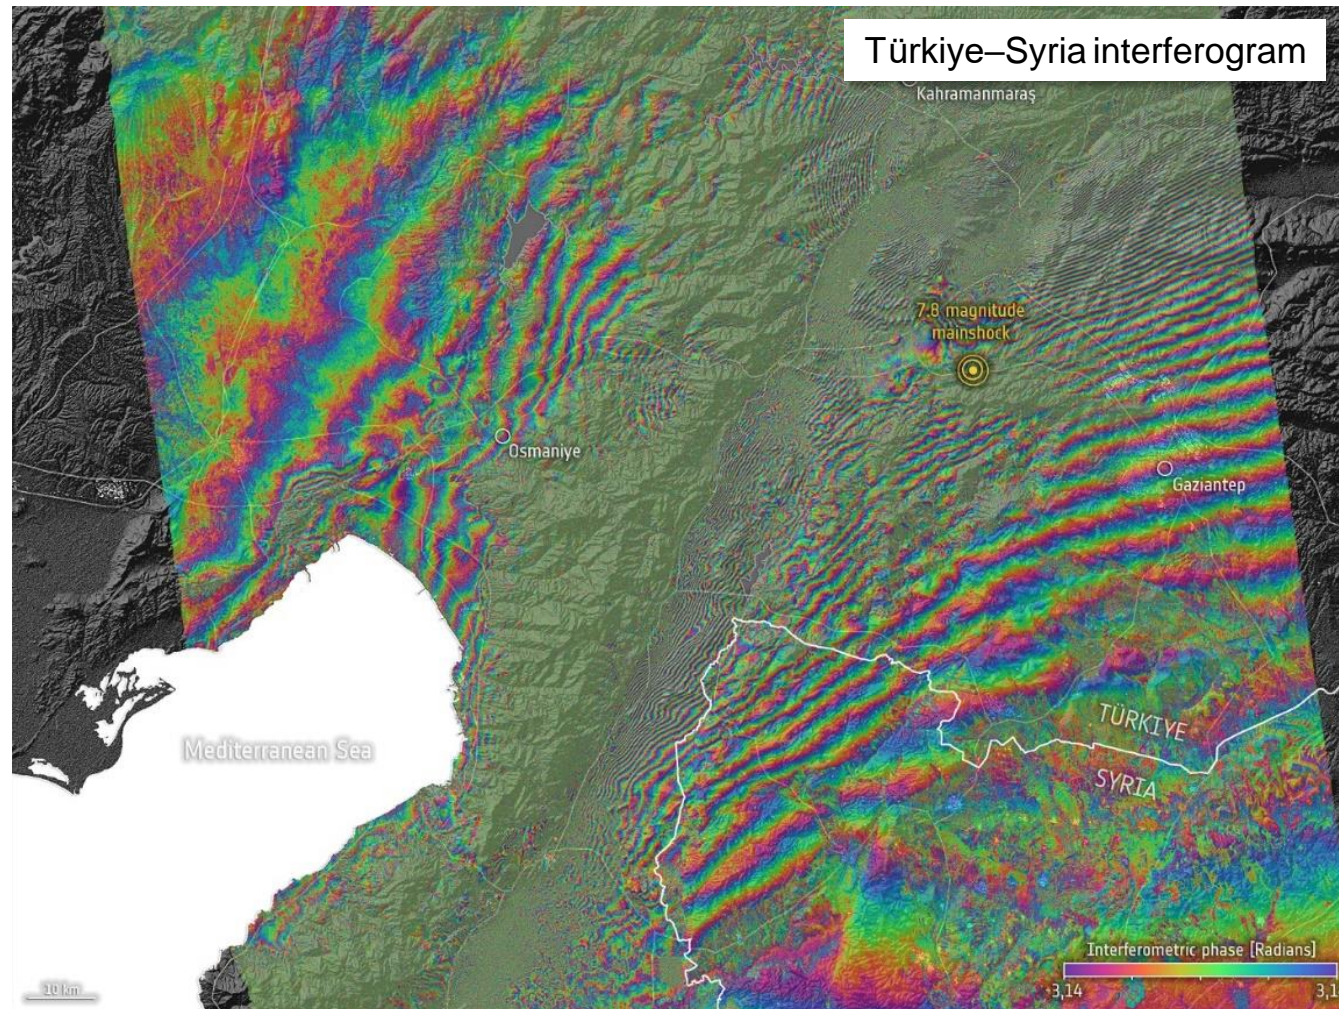 Türkiye–Syria interferogram
Kahramanmaraş
7.8 magnitude
mainshock
Osmaniye
Gaziantep
TÜRKIYE
SYRIA
Mediterranean Sea
Interferometric phase [Radians]
-3,14
3,1
10 km